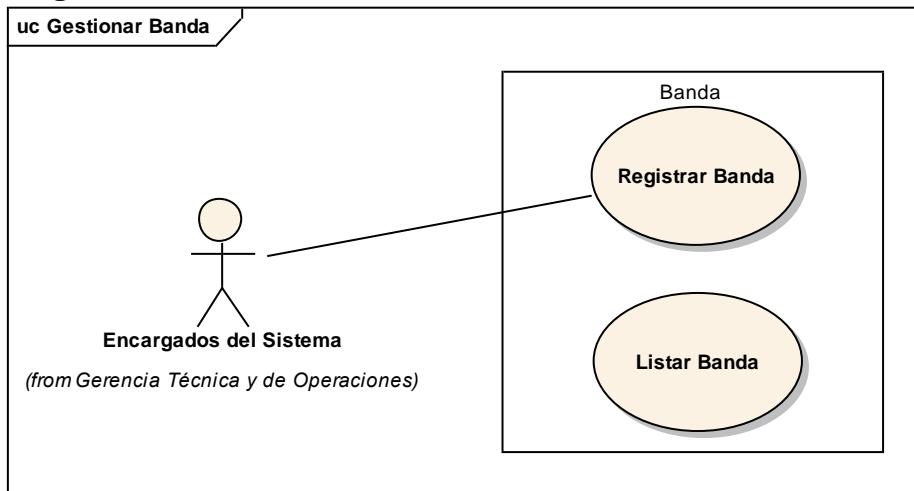 uc Gestionar Banda
Banda
Registrar Banda
Encargados del Sistema
(from Gerencia Técnica y de Operaciones)
Listar Banda